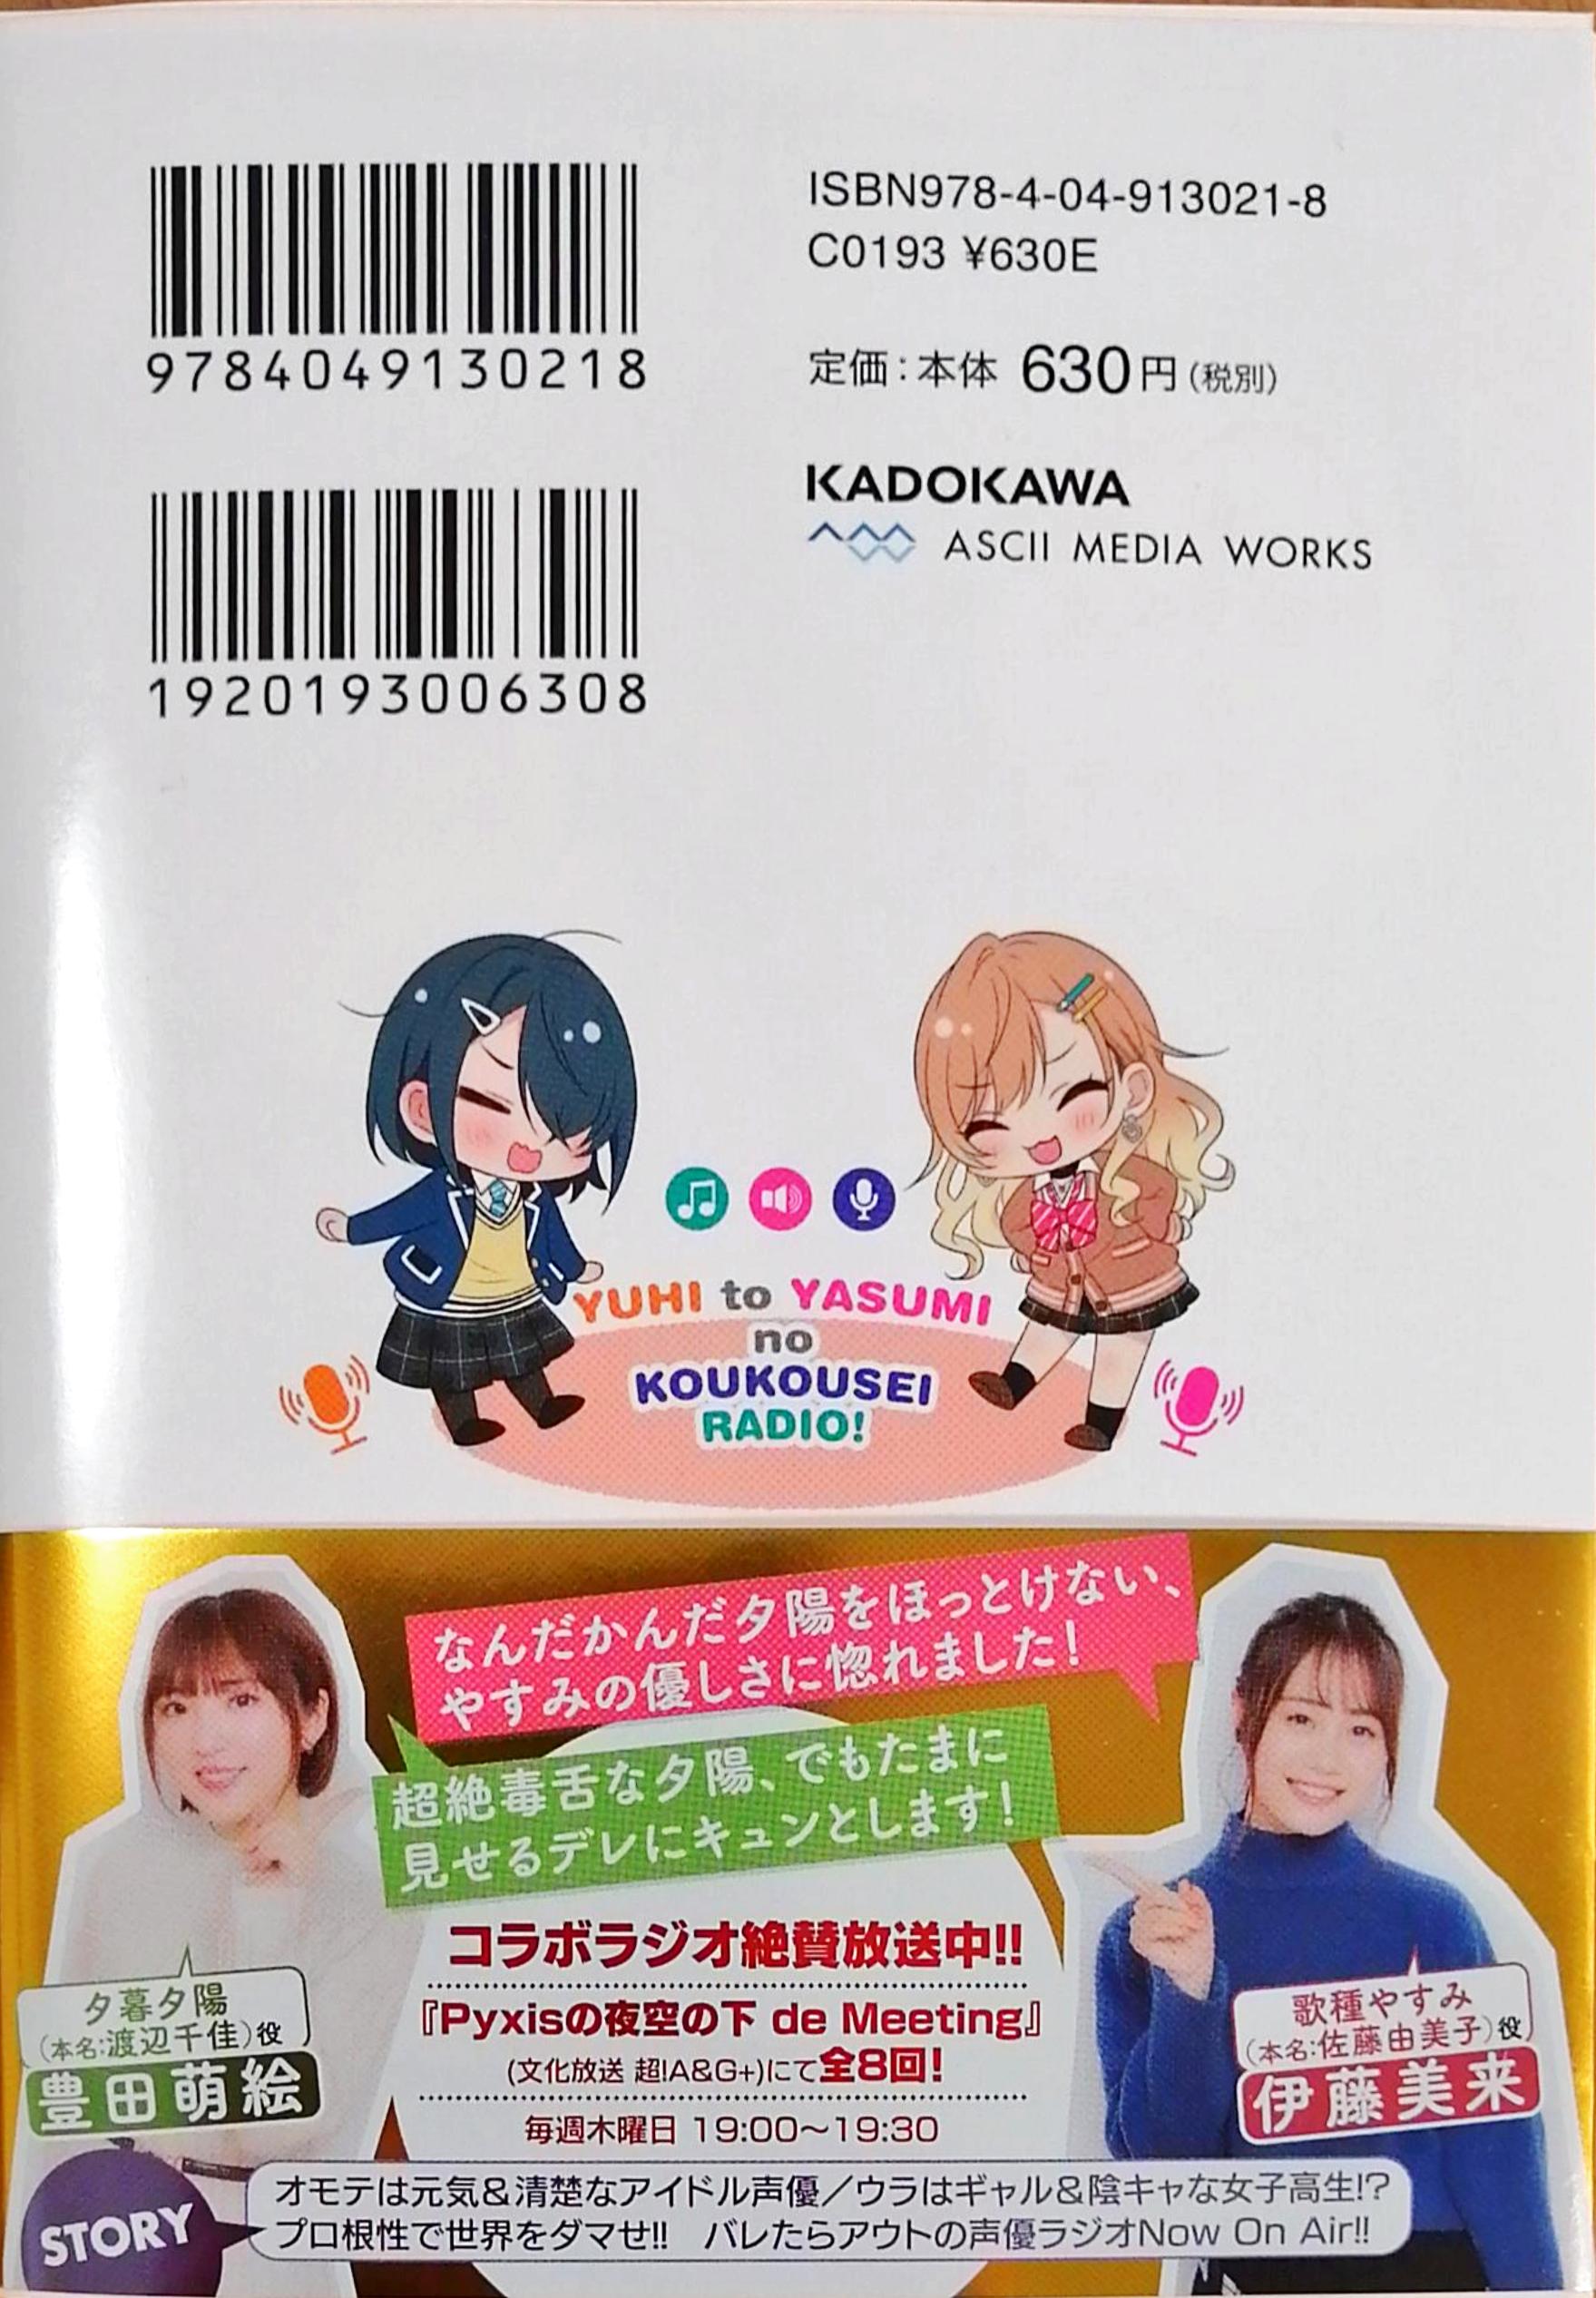 9784049130218
ISBN978-4-04-913021-8
C0193 ¥630E
定価：本体 630円(税別)
KADOKAWA
ASCII MEDIA WORKS
1920193006308
YUHI to YASUMI
no
KOUKOUSEI
RADIO!
なんだかんだ夕陽をほっとけない、
やすみの優しさに惚れました！
超絶毒舌な夕陽、でもたまに
見せるデレにキュンとします！
コラボラジオ絶賛放送中!!
『Pyxisの夜空の下 de Meeting』
(文化放送 超!A&G+)にて全8回！
毎週木曜日 19:00～19:30
夕暮夕陽
(本名:渡辺千佳)役
豊田萌絵
歌種やすみ
(本名:佐藤由美子)役
伊藤美来
STORY
オモテは元気＆清楚なアイドル声優／ウラはギャル＆陰キャな女子高生!?
プロ根性で世界をダマせ!! バレたらアウトの声優ラジオNow On Air!!